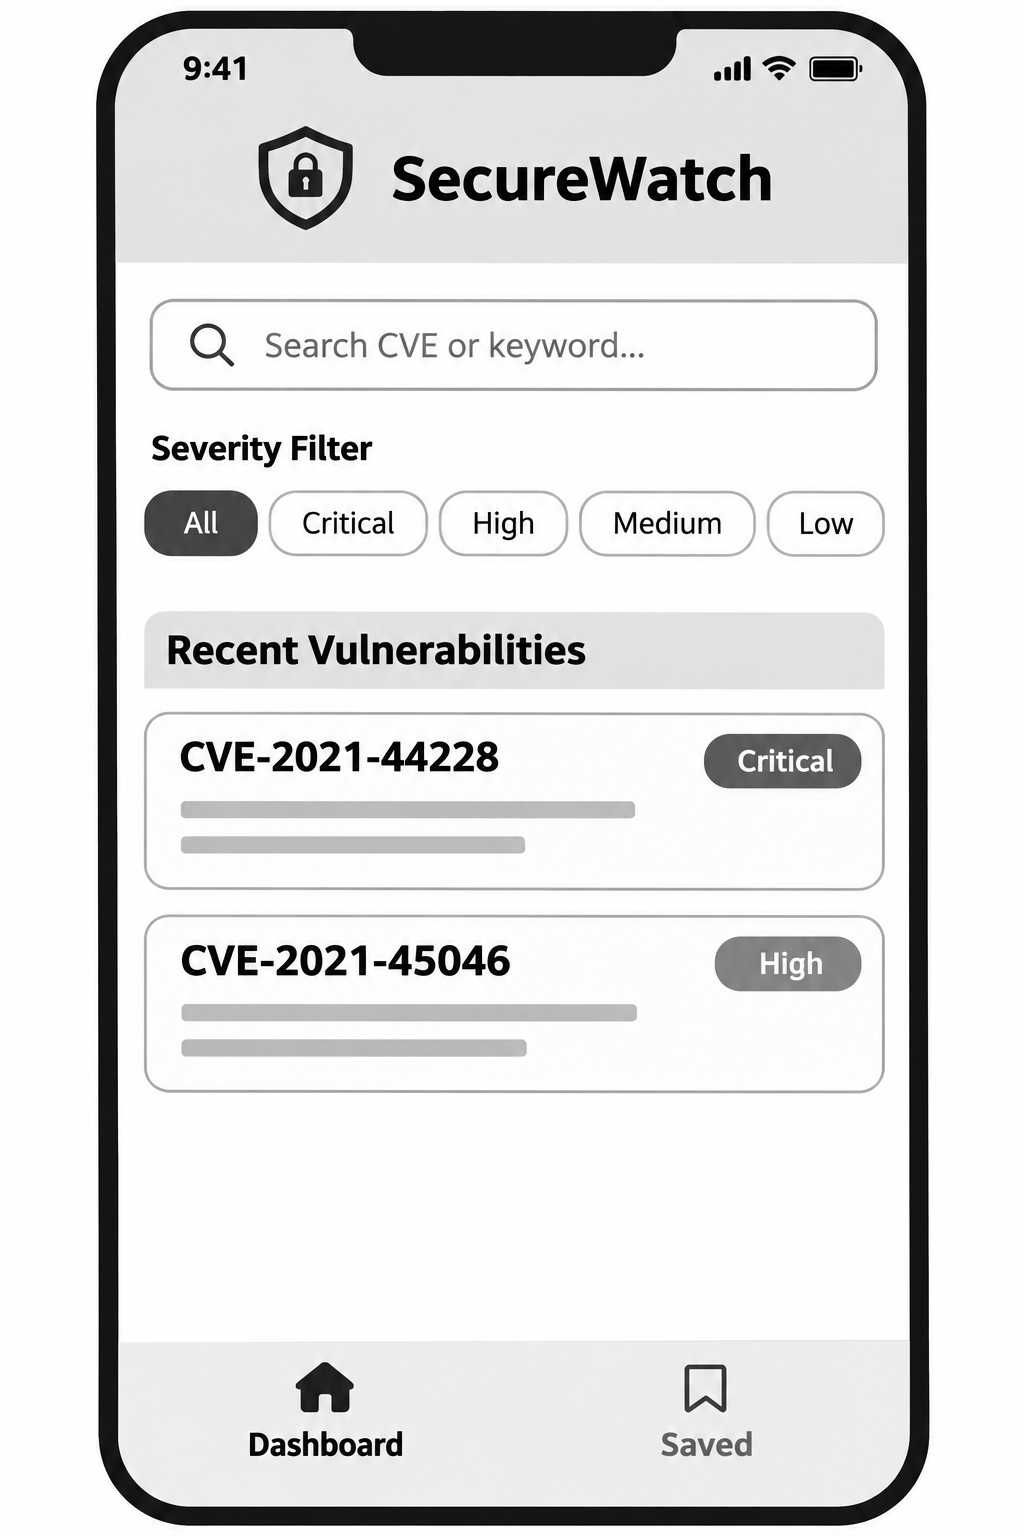 9:41
SecureWatch
Search CVE or keyword...
Severity Filter
All Critical High Medium Low
Recent Vulnerabilities
CVE-2021-44228 Critical
CVE-2021-45046 High
Dashboard Saved